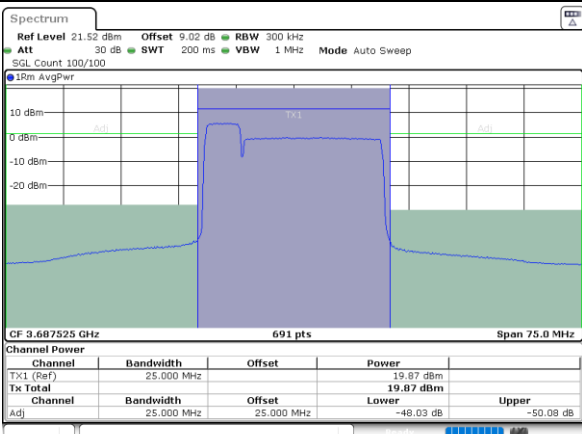 Spectrum
Ref Level 21.52 dBm Offset 9.02 dB RBW 300 kHz
Att 30 dB SWT 200 ms VBW 1 MHz Mode Auto Sweep
SGL Count 100/100
1Rm AvgPwr
10 dBm
TX1
Adj
Adj
0 dBm
-10 dBm
-20 dBm
CF 3.687525 GHz 691 pts Span 75.0 MHz
Channel Power
Channel Bandwidth Offset Power
TX1 (Ref) 25.000 MHz 19.87 dBm
Tx Total 19.87 dBm
Channel Bandwidth Offset Lower Upper
Adj 25.000 MHz 25.000 MHz -48.03 dB -50.08 dB